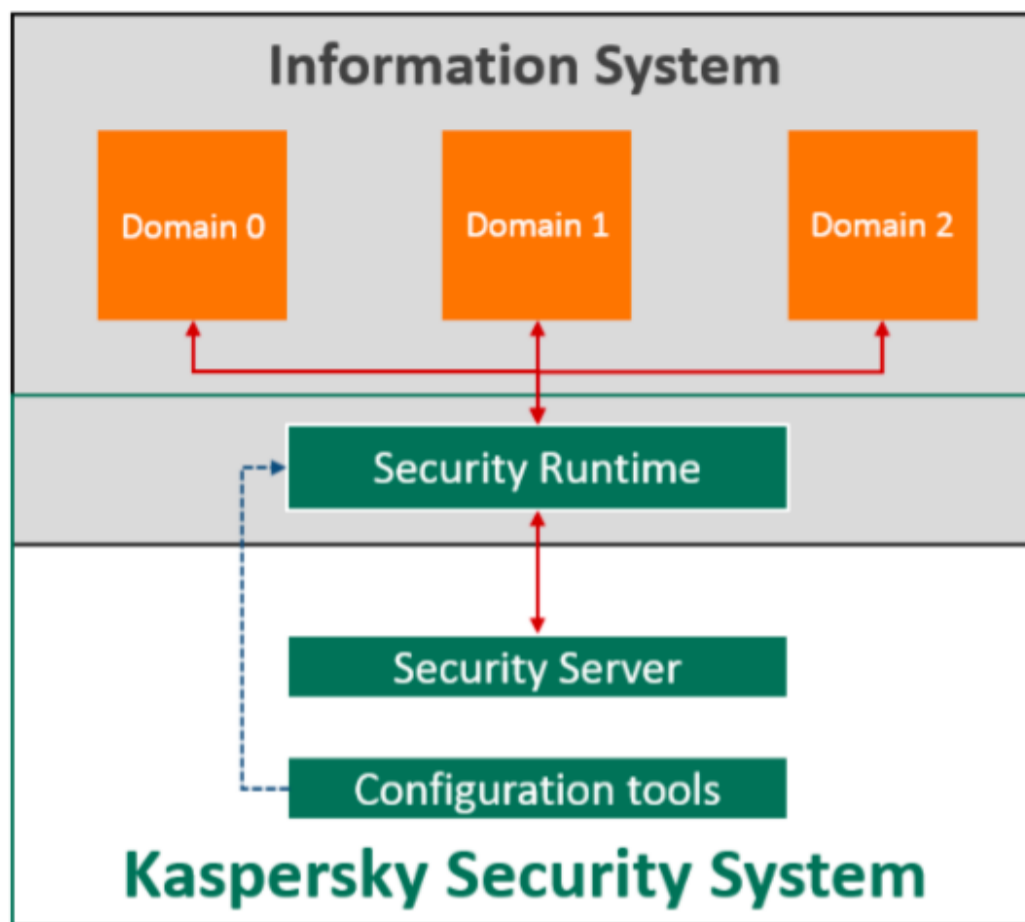 Information System
Domain 0
Domain 1
Domain 2
Security Runtime
Security Server
Configuration tools
Kaspersky Security System